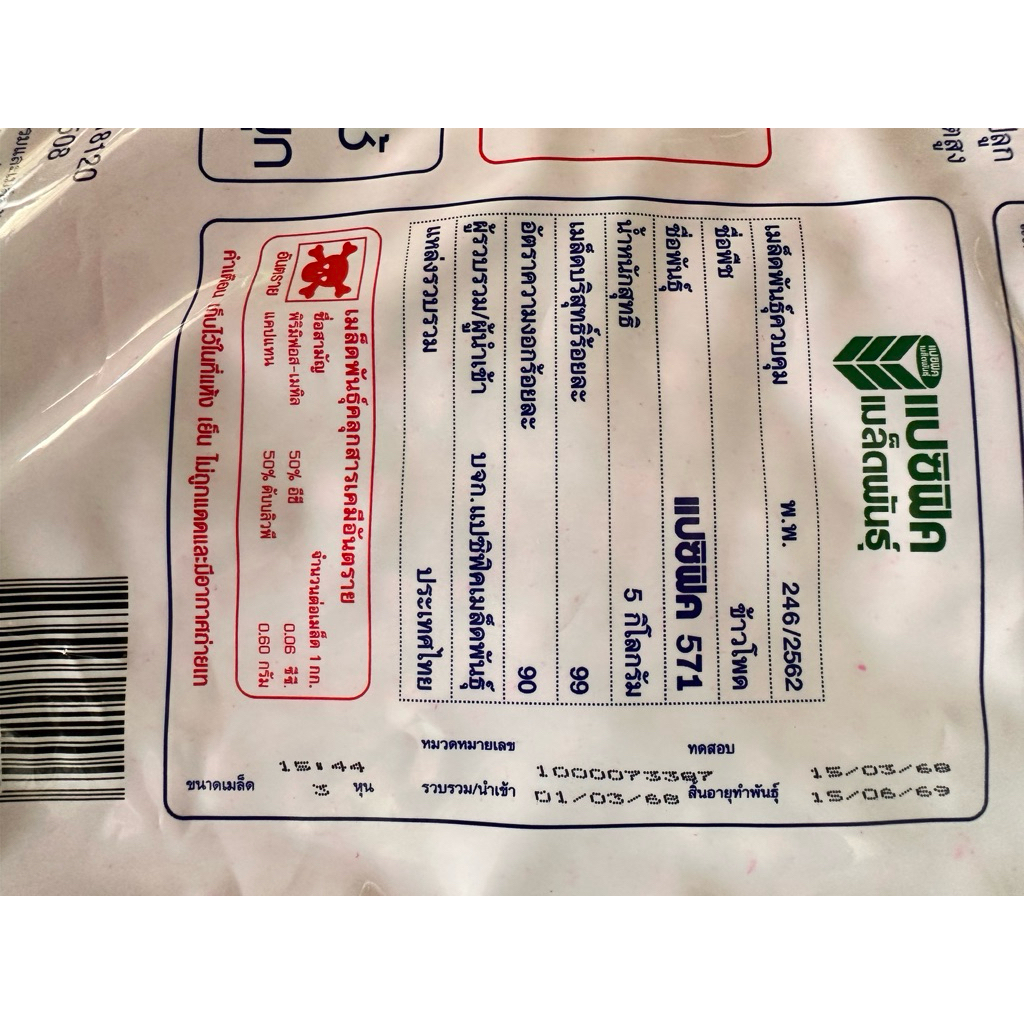 แปซิฟิค
เมล็ดพันธุ์
แปซิฟิค
เมล็ดพันธุ์
เมล็ดพันธุ์ควบคุม พ.พ. 246/2562
ชื่อพืช ข้าวโพด
ชื่อพันธุ์ แปซิฟิค 571
น้ำหนักสุทธิ 5 กิโลกรัม
เมล็ดบริสุทธิ์ร้อยละ 99
อัตราความงอกร้อยละ 90
ผู้รวบรวม/ผู้นำเข้า บจก.แปซิฟิคเมล็ดพันธุ์
แหล่งรวบรวม ประเทศไทย
เมล็ดพันธุ์คลุกสารเคมีอันตราย
อันตราย
ชื่อสามัญ จำนวนต่อเมล็ด 1 กก.
พิริมิฟอส-เมทิล 50% อีซี 0.06 ซีซี.
แคปแทน 50% ดับบลิวพี 0.60 กรัม
คำเตือน เก็บไว้ในที่แห้ง เย็น ไม่ถูกแดดและมีอากาศถ่ายเท
ทดสอบ 15/03/68
สิ้นอายุทำพันธุ์ 15/06/69
หมวดหมายเลข 1000073387
รวบรวม/นำเข้า 01/03/68
15:44
ขนาดเมล็ด 3 หุน